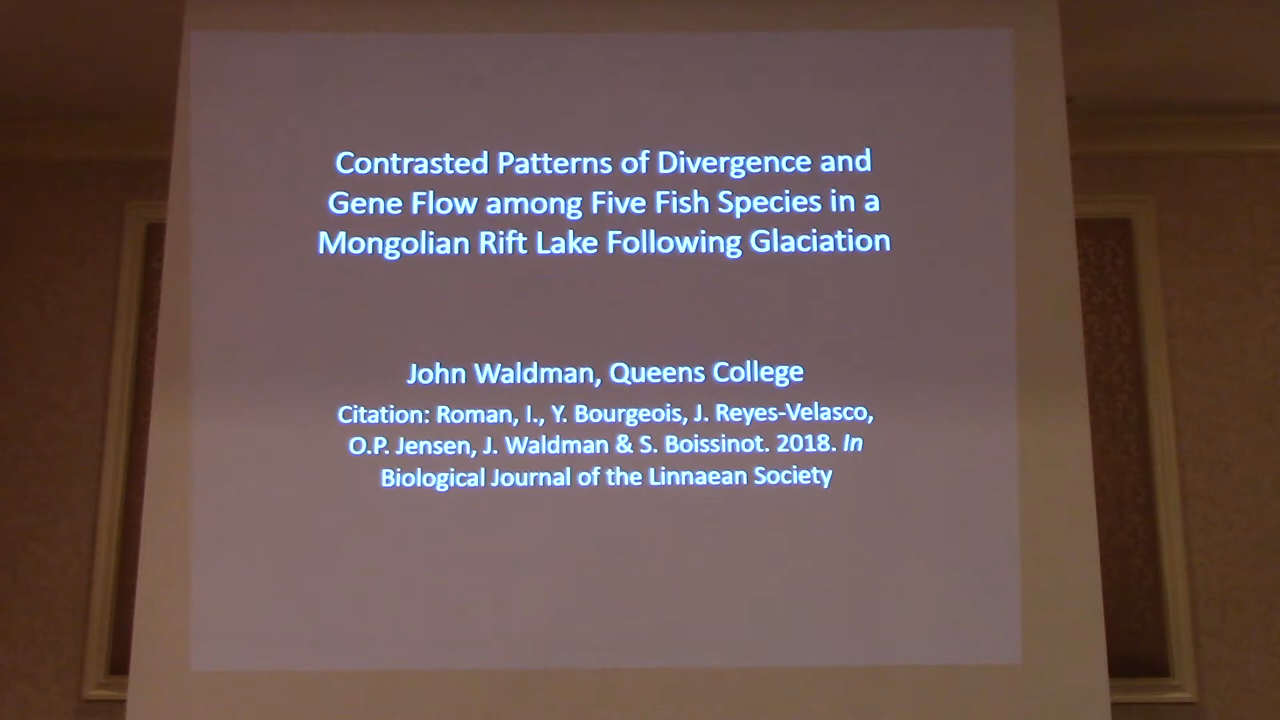 Contrasted Patterns of Divergence and
Gene Flow among Five Fish Species in a
Mongolian Rift Lake Following Glaciation
John Waldman, Queens College
Citation: Roman, I., Y. Bourgeois, J. Reyes-Velasco,
O.P. Jensen, J. Waldman & S. Boissinot. 2018. In
Biological Journal of the Linnaean Society